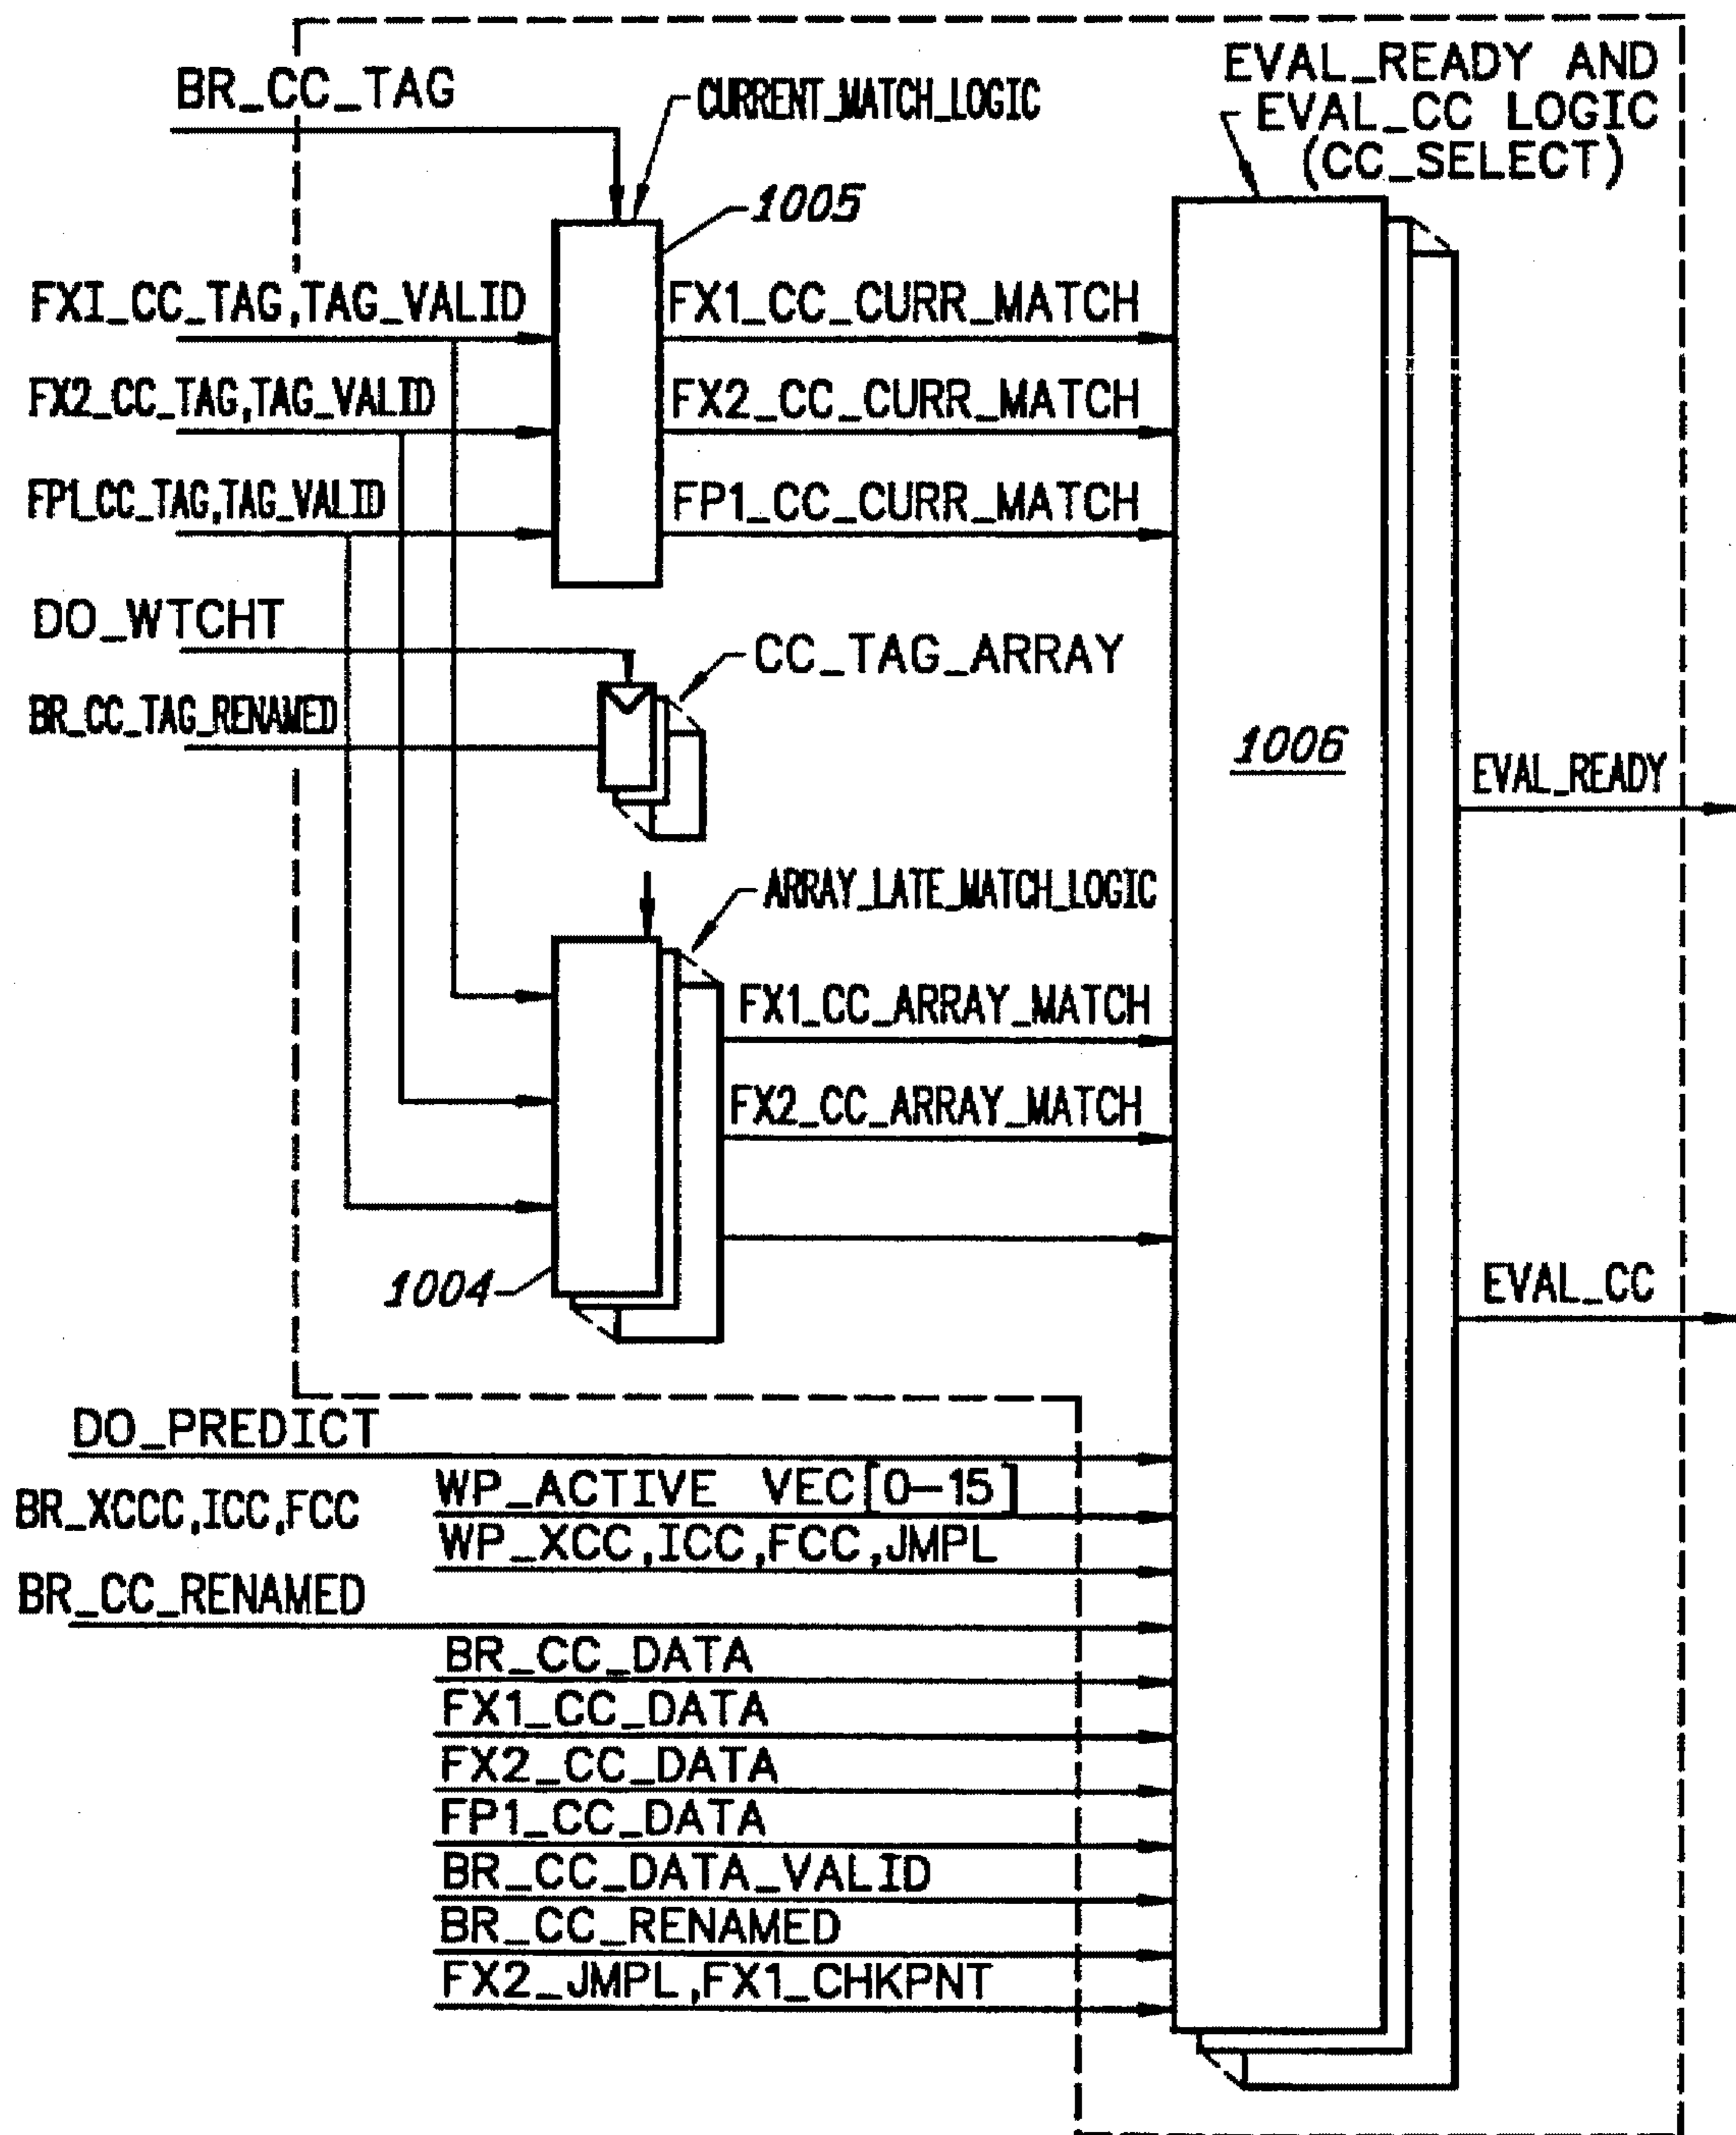 BR_CC_TAG
CURRENT_MATCH_LOGIC
EVAL_READY AND
EVAL_CC LOGIC
(CC_SELECT)
1005
FXI_CC_TAG,TAG_VALID
FX1_CC_CURR_MATCH
FX2_CC_TAG,TAG_VALID
FX2_CC_CURR_MATCH
FP1_CC_TAG,TAG_VALID
FP1_CC_CURR_MATCH
DO_WTCHT
CC_TAG_ARRAY
BR_CC_TAG_RENAMED
1006
EVAL_READY
ARRAY_LATE_MATCH_LOGIC
FX1_CC_ARRAY_MATCH
FX2_CC_ARRAY_MATCH
1004
EVAL_CC
DO_PREDICT
WP_ACTIVE VEC[0-15]
BR_XCCC,ICC,FCC
WP_XCC,ICC,FCC,JMPL
BR_CC_RENAMED
BR_CC_DATA
FX1_CC_DATA
FX2_CC_DATA
FP1_CC_DATA
BR_CC_DATA_VALID
BR_CC_RENAMED
FX2_JMPL,FX1_CHKPNT